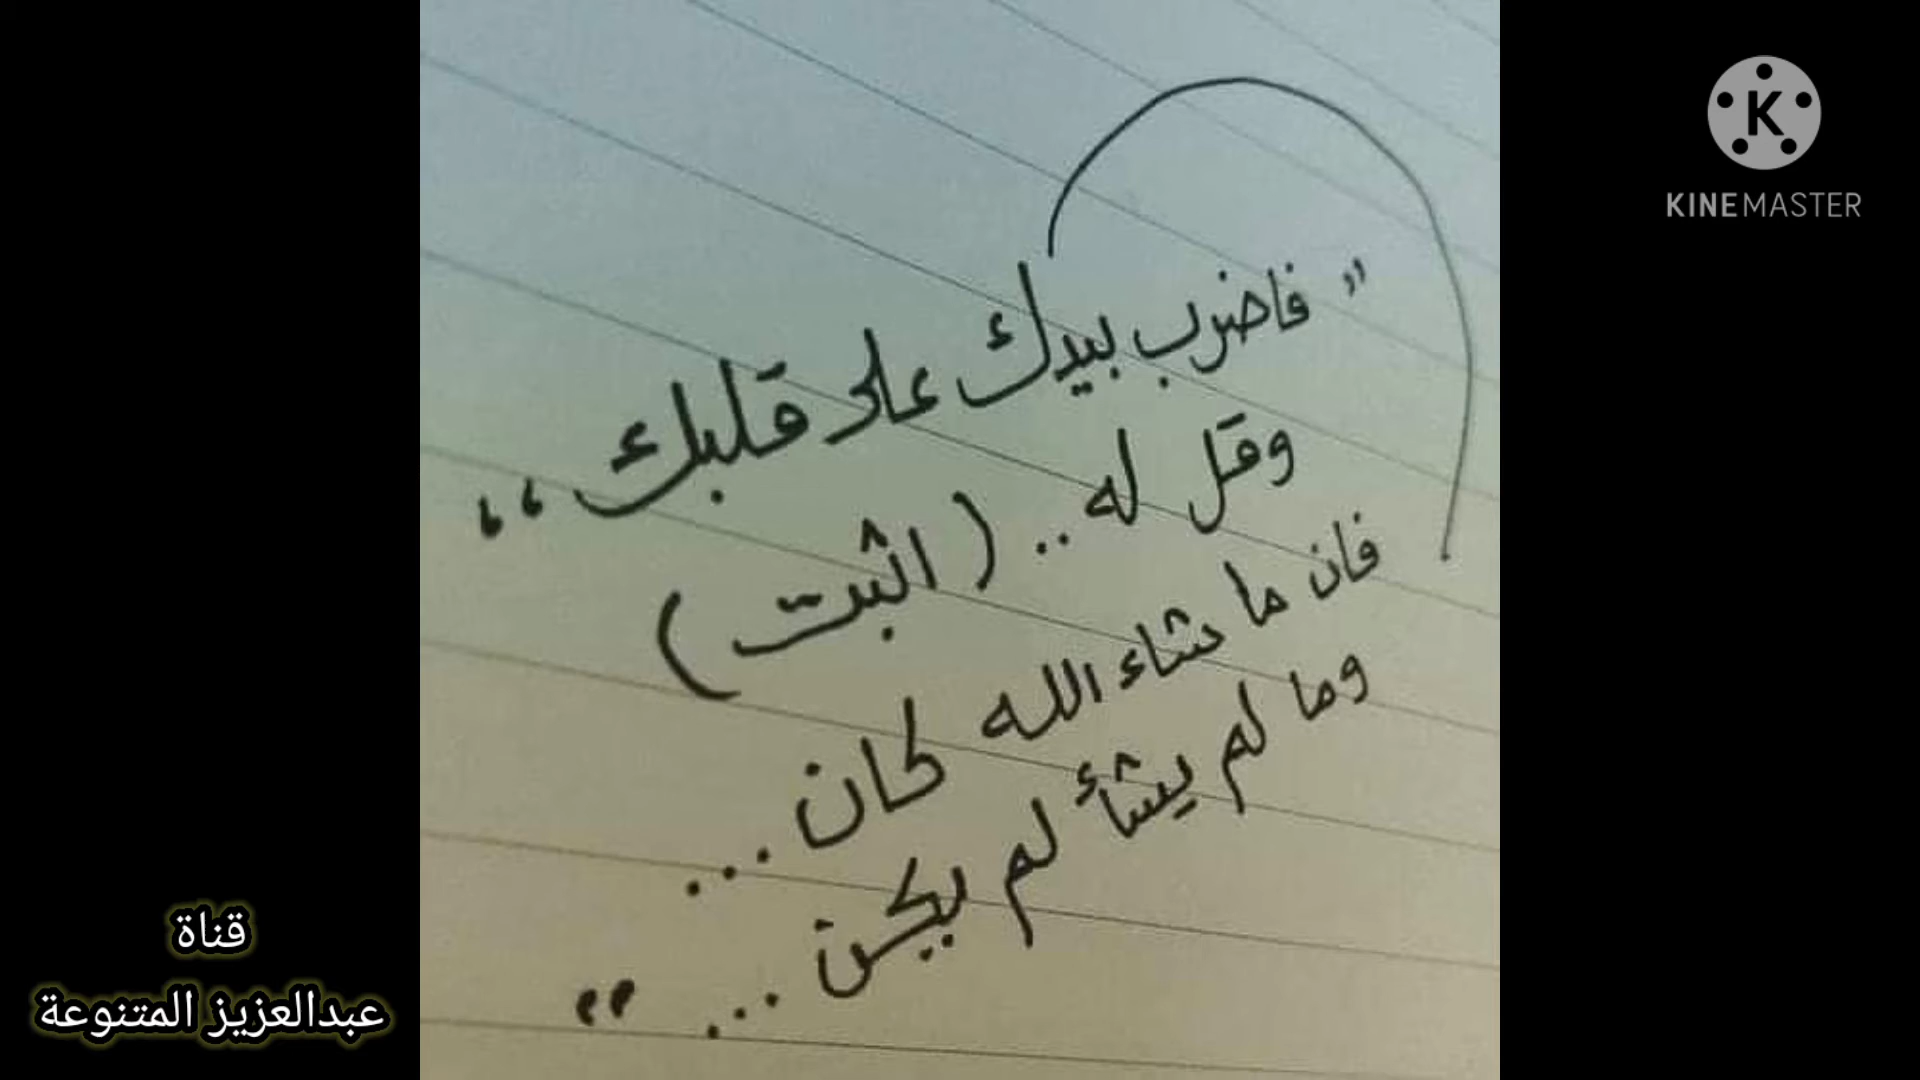 " فاضرب بيدك على قلبك "
وقل له .. ( اثبت )
فان ما شاء الله كان ...
وما لم يشأ لم يكن ... "
K
KINEMASTER
قناة
عبدالعزيز المتنوعة